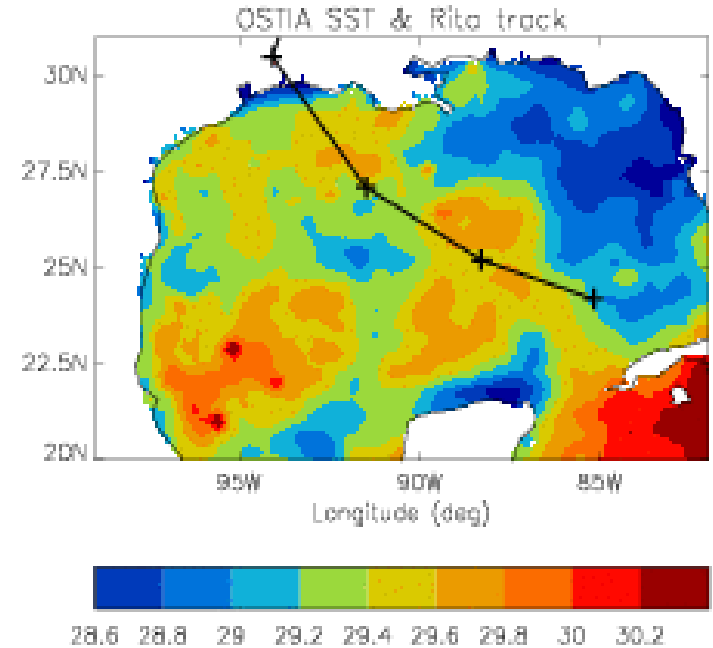 OSTIA SST & Rita track
30N
27.5N
25N
22.5N
20N
95W 90W 85W
Longitude (deg)
28.6 28.8 29 29.2 29.4 29.6 29.8 30 30.2